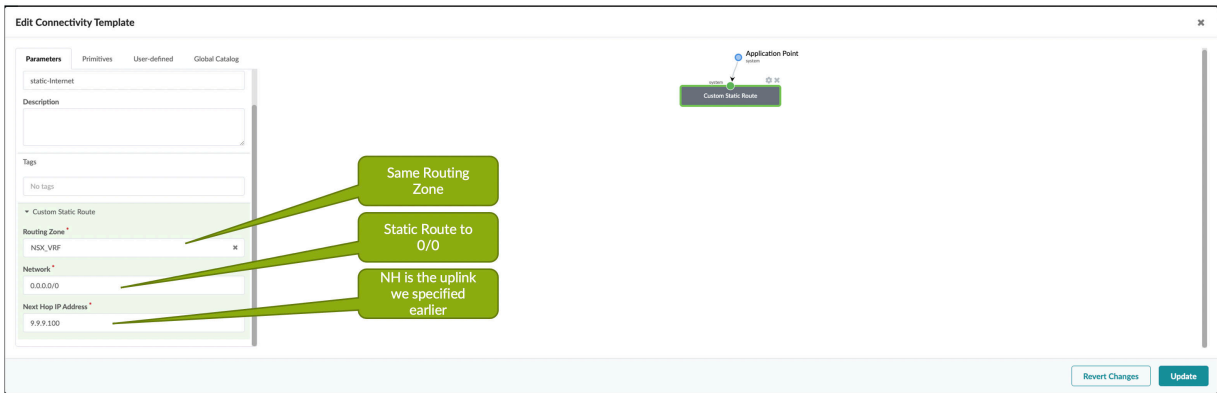 Edit Connectivity Template
Parameters Primitives User-defined Global Catalog
static-Internet
Description
Tags
No tags
Custom Static Route
Routing Zone *
NSX_VRF
Network *
0.0.0.0/0
Next Hop IP Address *
9.9.9.100
Application Point
system
system
Custom Static Route
Same Routing
Zone
Static Route to
0/0
NH is the uplink
we specified
earlier
Revert Changes
Update